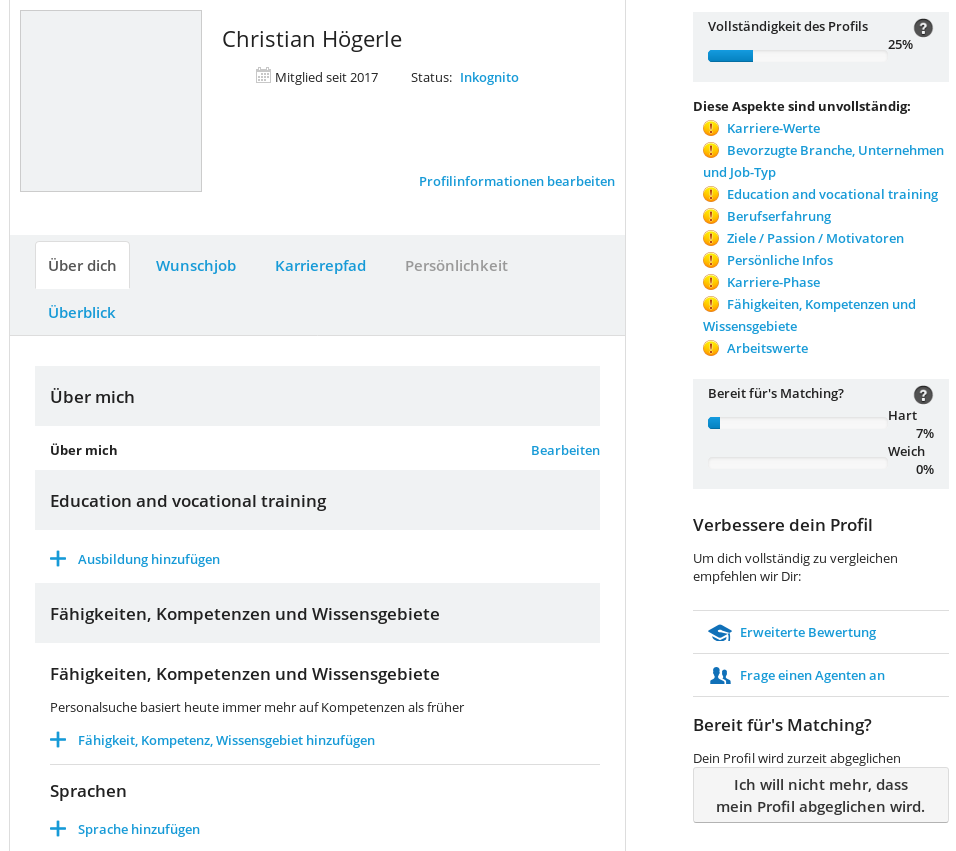 Christian Högerle
Mitglied seit 2017 Status: Inkognito
Profilinformationen bearbeiten
Über dich Wunschjob Karrierepfad Persönlichkeit
Überblick
Über mich
Über mich Bearbeiten
Education and vocational training
Ausbildung hinzufügen
Fähigkeiten, Kompetenzen und Wissensgebiete
Fähigkeiten, Kompetenzen und Wissensgebiete
Personalsuche basiert heute immer mehr auf Kompetenzen als früher
Fähigkeit, Kompetenz, Wissensgebiet hinzufügen
Sprachen
Sprache hinzufügen
Vollständigkeit des Profils ?
25%
Diese Aspekte sind unvollständig:
! Karriere-Werte
! Bevorzugte Branche, Unternehmen
und Job-Typ
! Education and vocational training
! Berufserfahrung
! Ziele / Passion / Motivatoren
! Persönliche Infos
! Karriere-Phase
! Fähigkeiten, Kompetenzen und
Wissensgebiete
! Arbeitswerte
Bereit für's Matching? ?
Hart
7%
Weich
0%
Verbessere dein Profil
Um dich vollständig zu vergleichen
empfehlen wir Dir:
Erweiterte Bewertung
Frage einen Agenten an
Bereit für's Matching?
Dein Profil wird zurzeit abgeglichen
Ich will nicht mehr, dass
mein Profil abgeglichen wird.